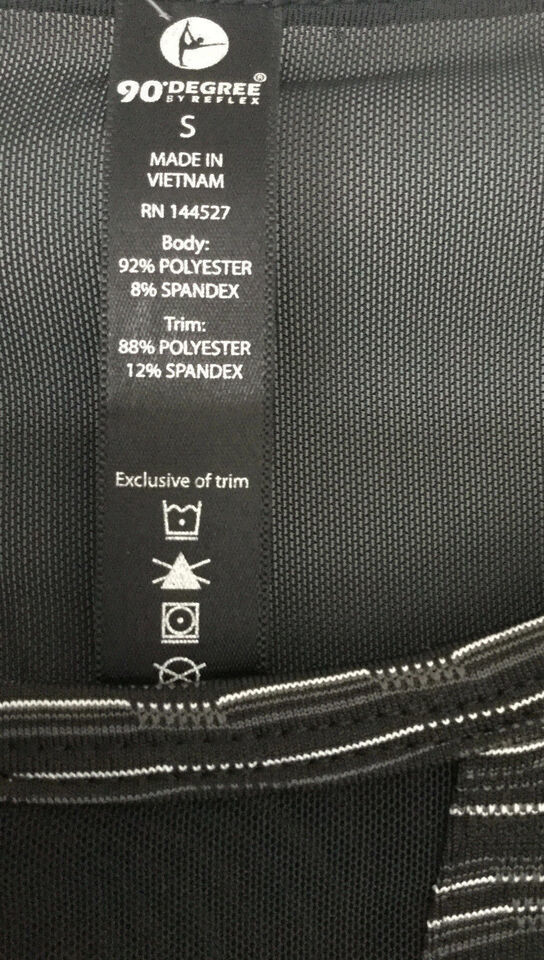 90°DEGREE®
BY REFLEX
S
MADE IN
VIETNAM
RN 144527
Body:
92% POLYESTER
8% SPANDEX
Trim:
88% POLYESTER
12% SPANDEX
Exclusive of trim